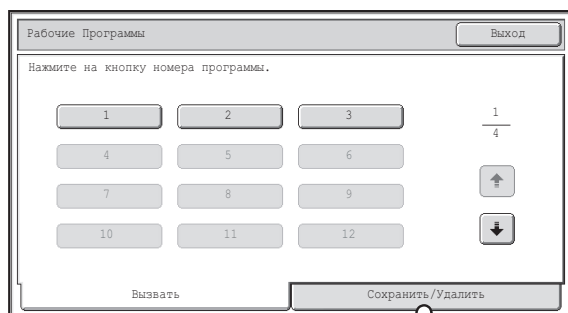 Рабочие Программы
Выход
Нажмите на кнопку номера программы.
1 2 3
1
4
4 5 6
7 8 9
10 11 12
Вызвать
Сохранить/Удалить